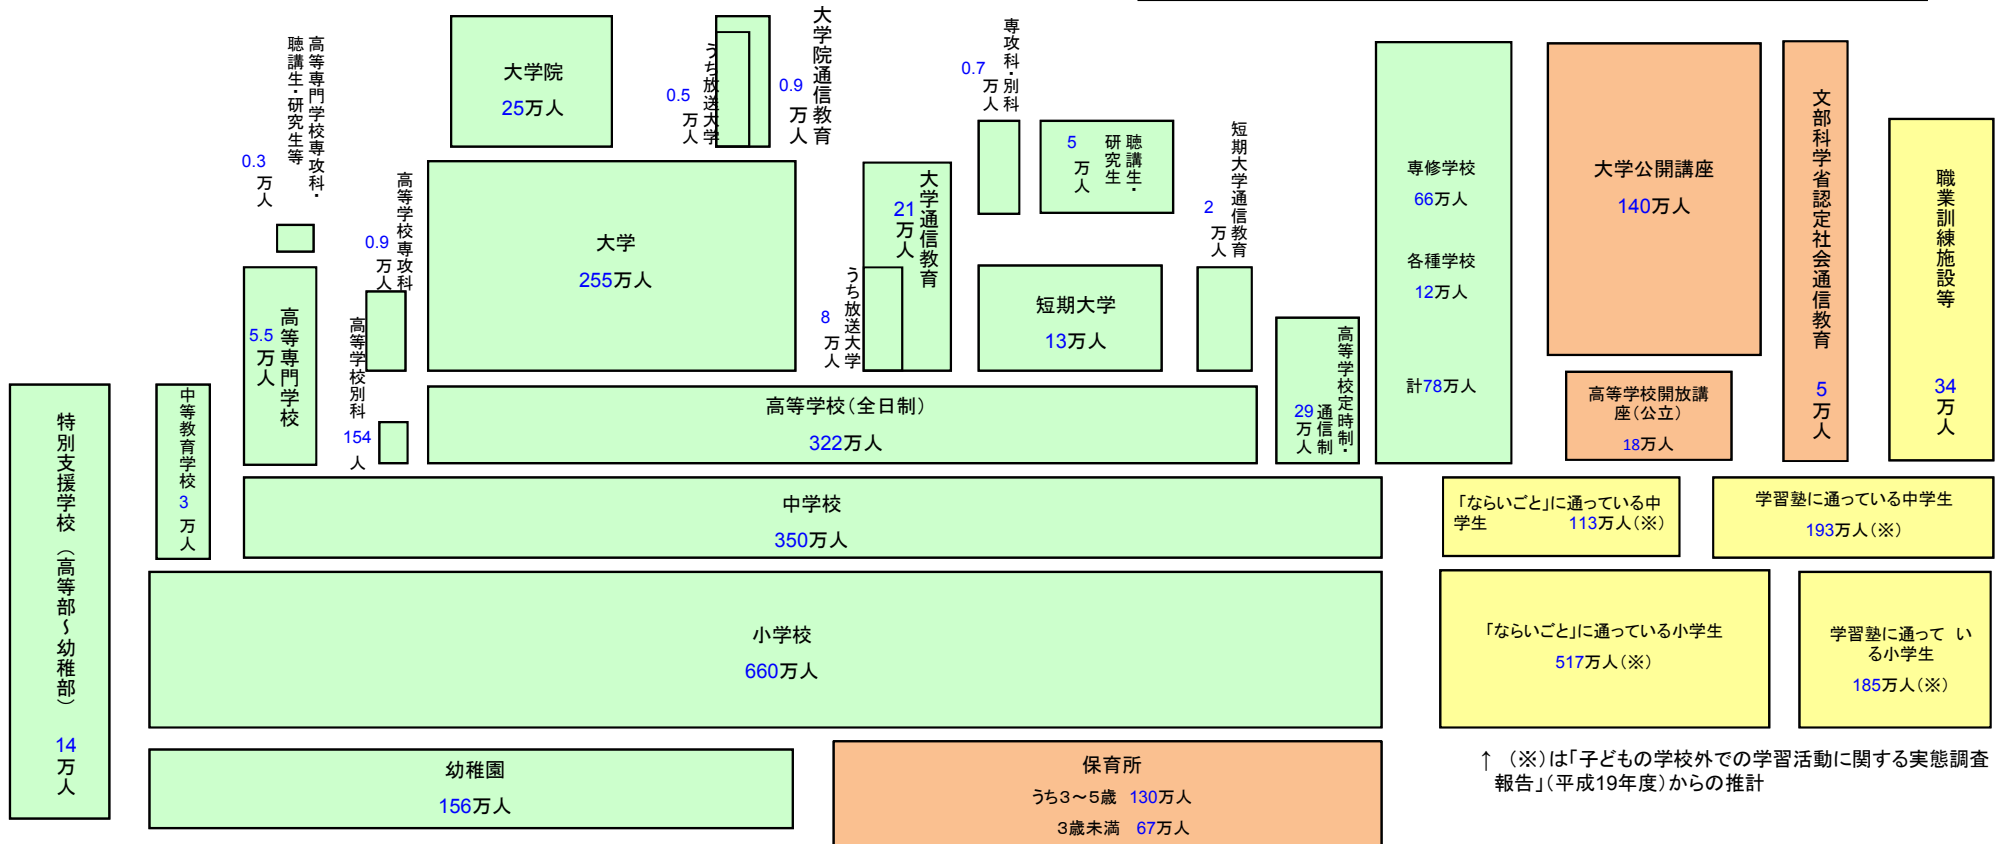 高等専門学校専攻科・
聴講生・研究生等
0.3
万人
大学院
25万人
うち放送大学
0.5
万人
大学院通信教育
0.9
万人
専攻科・別科
0.7
万人
聴講生・
研究生
5
万人
短期大学通信教育
2
万人
専修学校
66万人
各種学校
12万人
計78万人
大学公開講座
140万人
文部科学省認定社会通信教育
5
万人
職業訓練施設等
34
万人
高等学校専攻科
0.9
万人
大学
255万人
大学通信教育
21
万人
うち放送大学
8
万人
短期大学
13万人
高等専門学校
5.5
万人
高等学校別科
154
人
高等学校(全日制)
322万人
高等学校定時制・
通信制
29
万人
高等学校開放講
座(公立)
18万人
特別支援学校(高等部~幼稚部)
14
万人
中等教育学校
3
万人
中学校
350万人
「ならいごと」に通っている中
学生 113万人(※)
学習塾に通っている中学生
193万人(※)
小学校
660万人
「ならいごと」に通っている小学生
517万人(※)
学習塾に通って い
る小学生
185万人(※)
幼稚園
156万人
保育所
うち3~5歳 130万人
3歳未満 67万人
↑ (※)は「子どもの学校外での学習活動に関する実態調査
報告」(平成19年度)からの推計